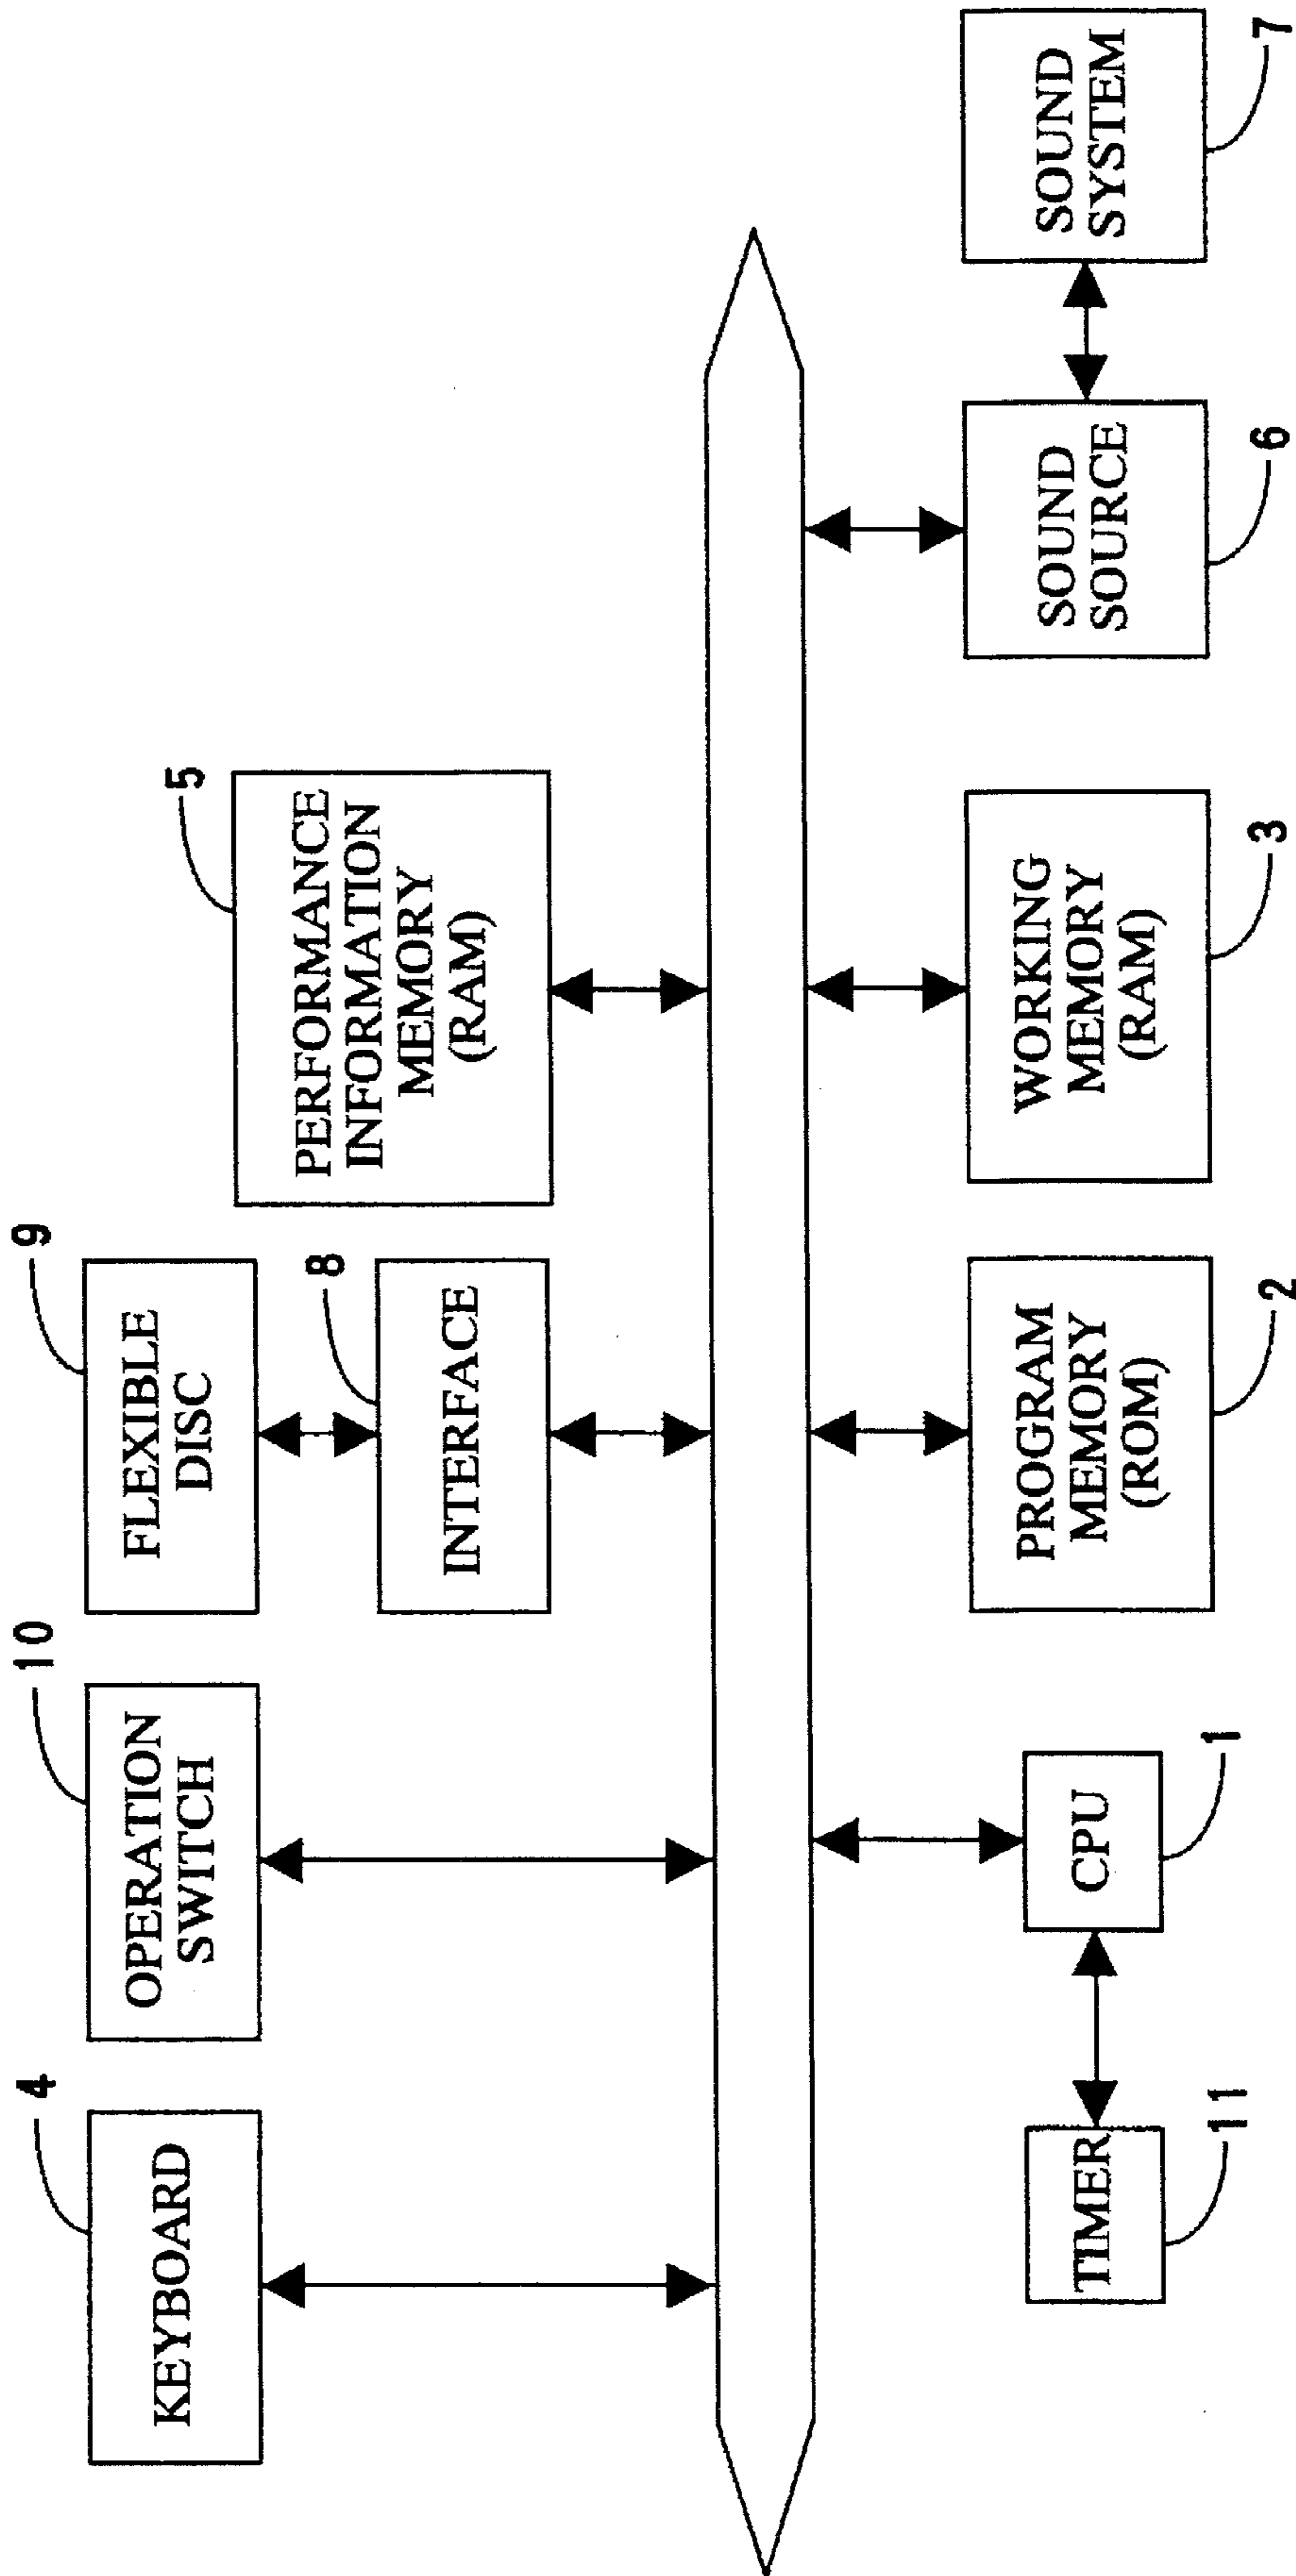 4
KEYBOARD
10
OPERATION
SWITCH
9
FLEXIBLE
DISC
8
INTERFACE
5
PERFORMANCE
INFORMATION
MEMORY
(RAM)
TIMER
11
CPU
1
PROGRAM
MEMORY
(ROM)
2
WORKING
MEMORY
(RAM)
3
SOUND
SOURCE
6
SOUND
SYSTEM
7